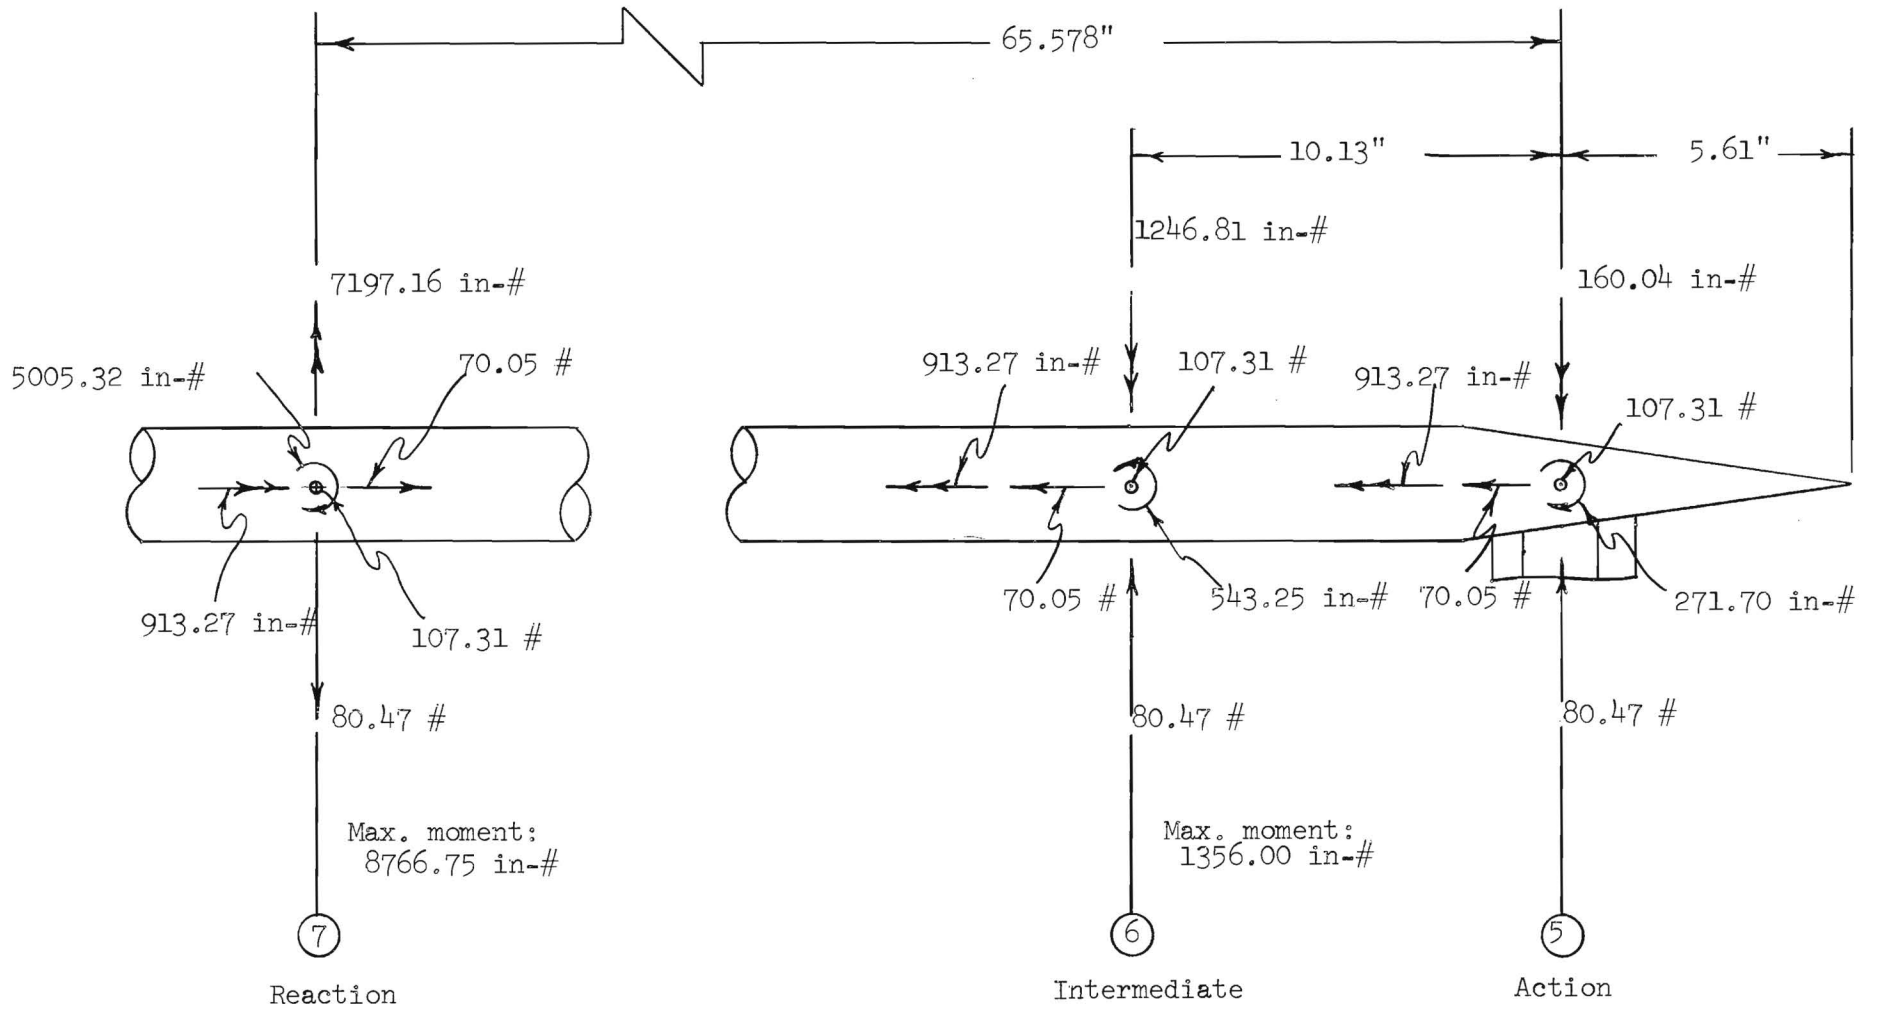 65.578"
10.13"
5.61"
1246.81 in-#
7197.16 in-#
160.04 in-#
5005.32 in-#
70.05 #
913.27 in-#
107.31 #
913.27 in-#
107.31 #
913.27 in-#
107.31 #
70.05 #
543.25 in-#
70.05 #
271.70 in-#
80.47 #
80.47 #
80.47 #
Max. moment:
8766.75 in-#
Max. moment:
1356.00 in-#
7
6
5
Reaction
Intermediate
Action